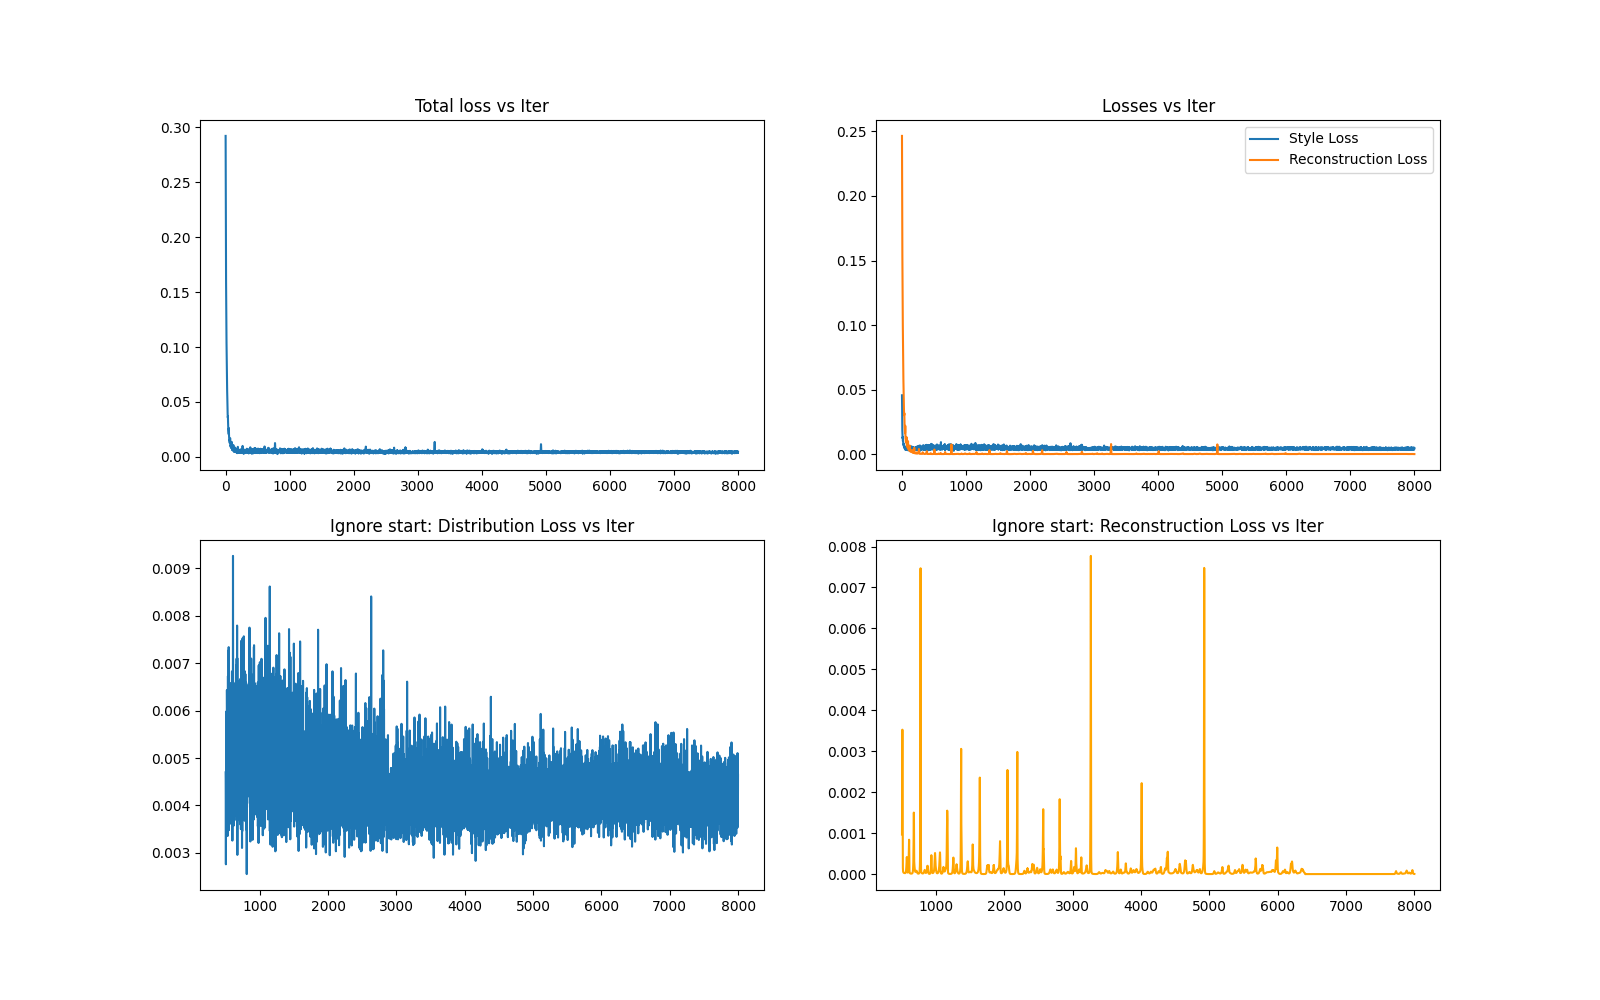 Total loss vs Iter
0.30
0.25
0.20
0.15
0.10
0.05
0.00
0 1000 2000 3000 4000 5000 6000 7000 8000
Losses vs Iter
Style Loss
Reconstruction Loss
0.25
0.20
0.15
0.10
0.05
0.00
0 1000 2000 3000 4000 5000 6000 7000 8000
Ignore start: Distribution Loss vs Iter
0.009
0.008
0.007
0.006
0.005
0.004
0.003
1000 2000 3000 4000 5000 6000 7000 8000
Ignore start: Reconstruction Loss vs Iter
0.008
0.007
0.006
0.005
0.004
0.003
0.002
0.001
0.000
1000 2000 3000 4000 5000 6000 7000 8000